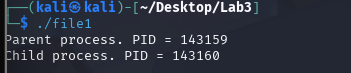 ──(kali㉿kali)-[~/Desktop/Lab3]
└─$ ./file1
Parent process. PID = 143159
Child process. PID = 143160